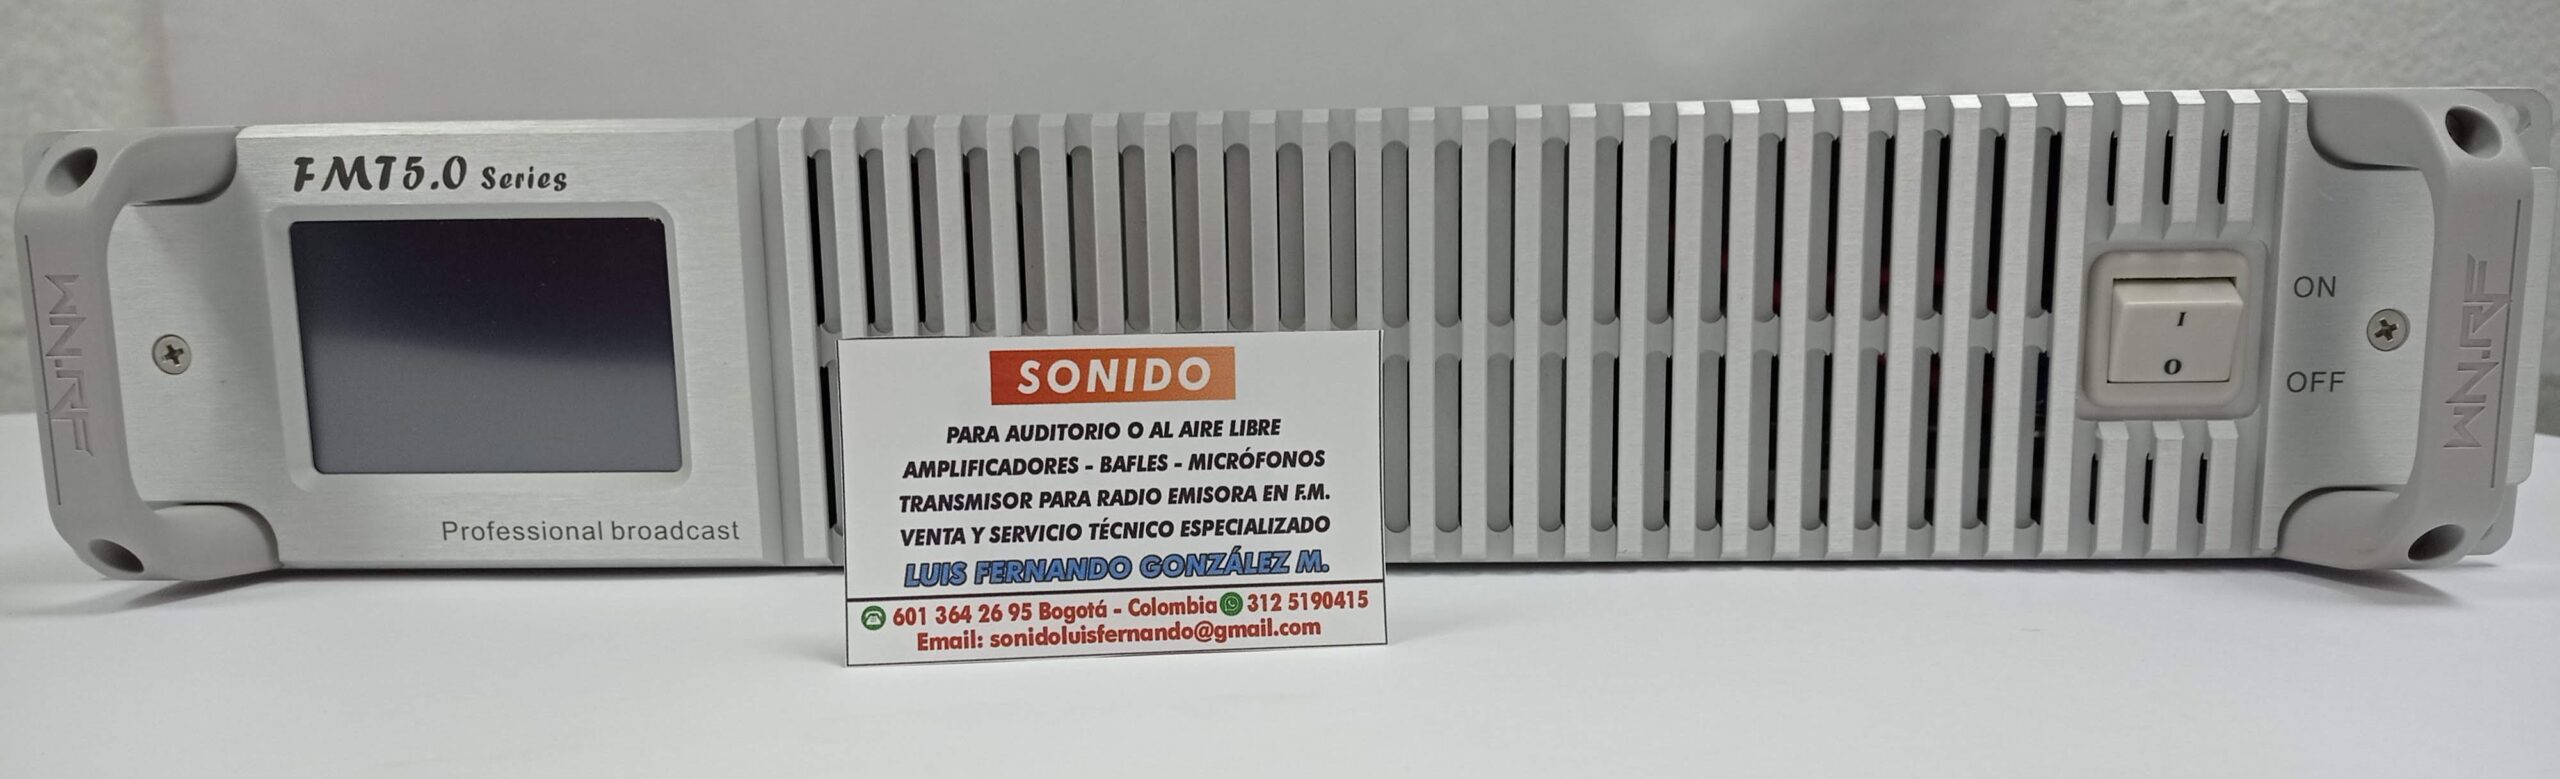 FMT5.0 Series
Professional broadcast
ON
I
O
OFF
SONIDO
PARA AUDITORIO O AL AIRE LIBRE
AMPLIFICADORES - BAFLES - MICRÓFONOS
TRANSMISOR PARA RADIO EMISORA EN F.M.
VENTA Y SERVICIO TÉCNICO ESPECIALIZADO
LUIS FERNANDO GONZÁLEZ M.
601 364 26 95 Bogotá - Colombia 312 5190415
Email: sonidoluisfernando@gmail.com